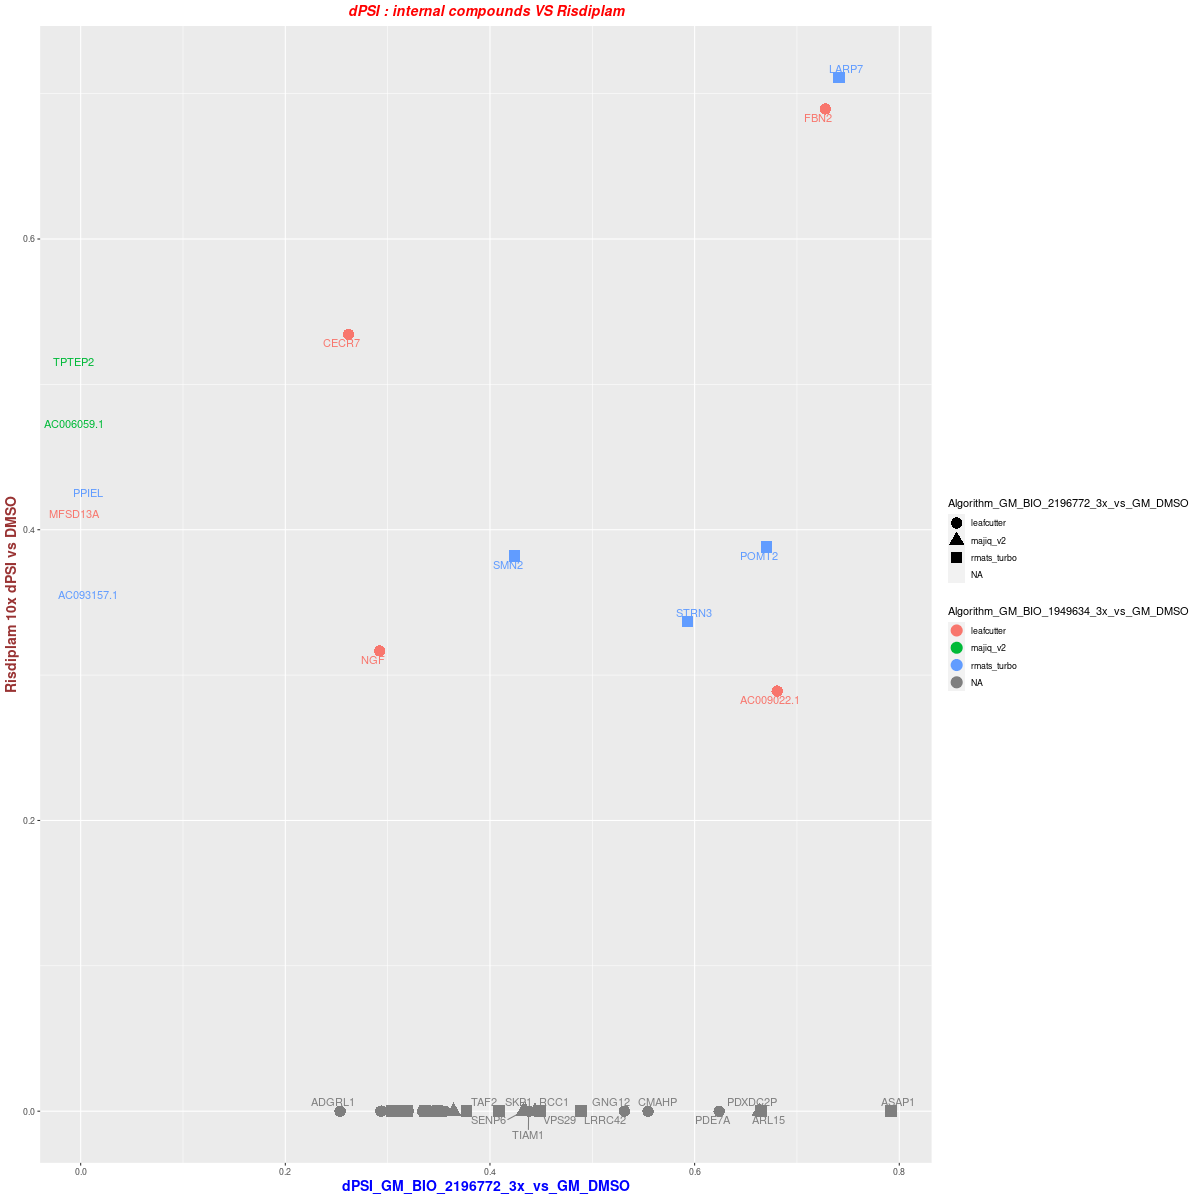 dPSI : internal compounds VS Risdiplam
LARP7
FBN2
0.6
CECR7
TPTEP2
AC006059.1
PPIEL
MFSD13A
0.4
POMT2
SMN2
AC093157.1
STRN3
NGF
AC009022.1
0.2
Risdiplam 10x dPSI vs DMSO
Algorithm_GM_BIO_2196772_3x_vs_GM_DMSO
leafcutter
majiq_v2
rmats_turbo
NA
Algorithm_GM_BIO_1949634_3x_vs_GM_DMSO
leafcutter
majiq_v2
rmats_turbo
NA
ADGRL1
TAF2
RCC1
GNG12
CMAHP
PDXDC2P
ASAP1
0.0
SENP6
VPS29
LRRC42
PDE7A
ARL15
TIAM1
0.0
0.2
0.4
0.6
0.8
dPSI_GM_BIO_2196772_3x_vs_GM_DMSO